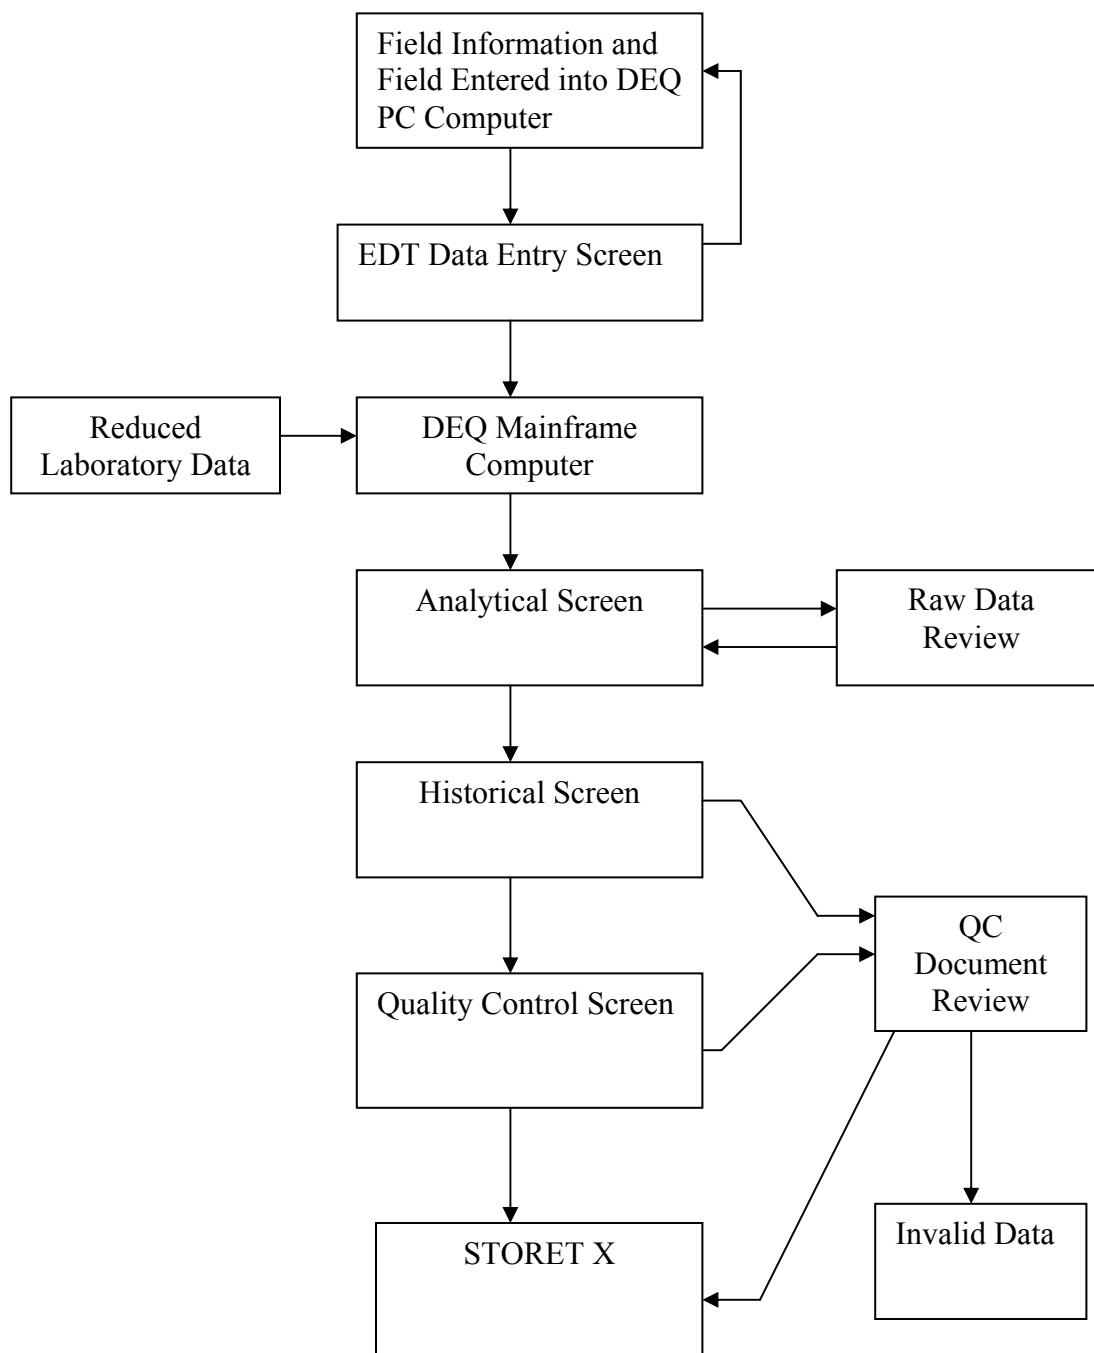 Field Information and
Field Entered into DEQ
PC Computer
EDT Data Entry Screen
Reduced
Laboratory Data
DEQ Mainframe
Computer
Analytical Screen
Raw Data
Review
Historical Screen
QC
Document
Review
Quality Control Screen
Invalid Data
STORET X